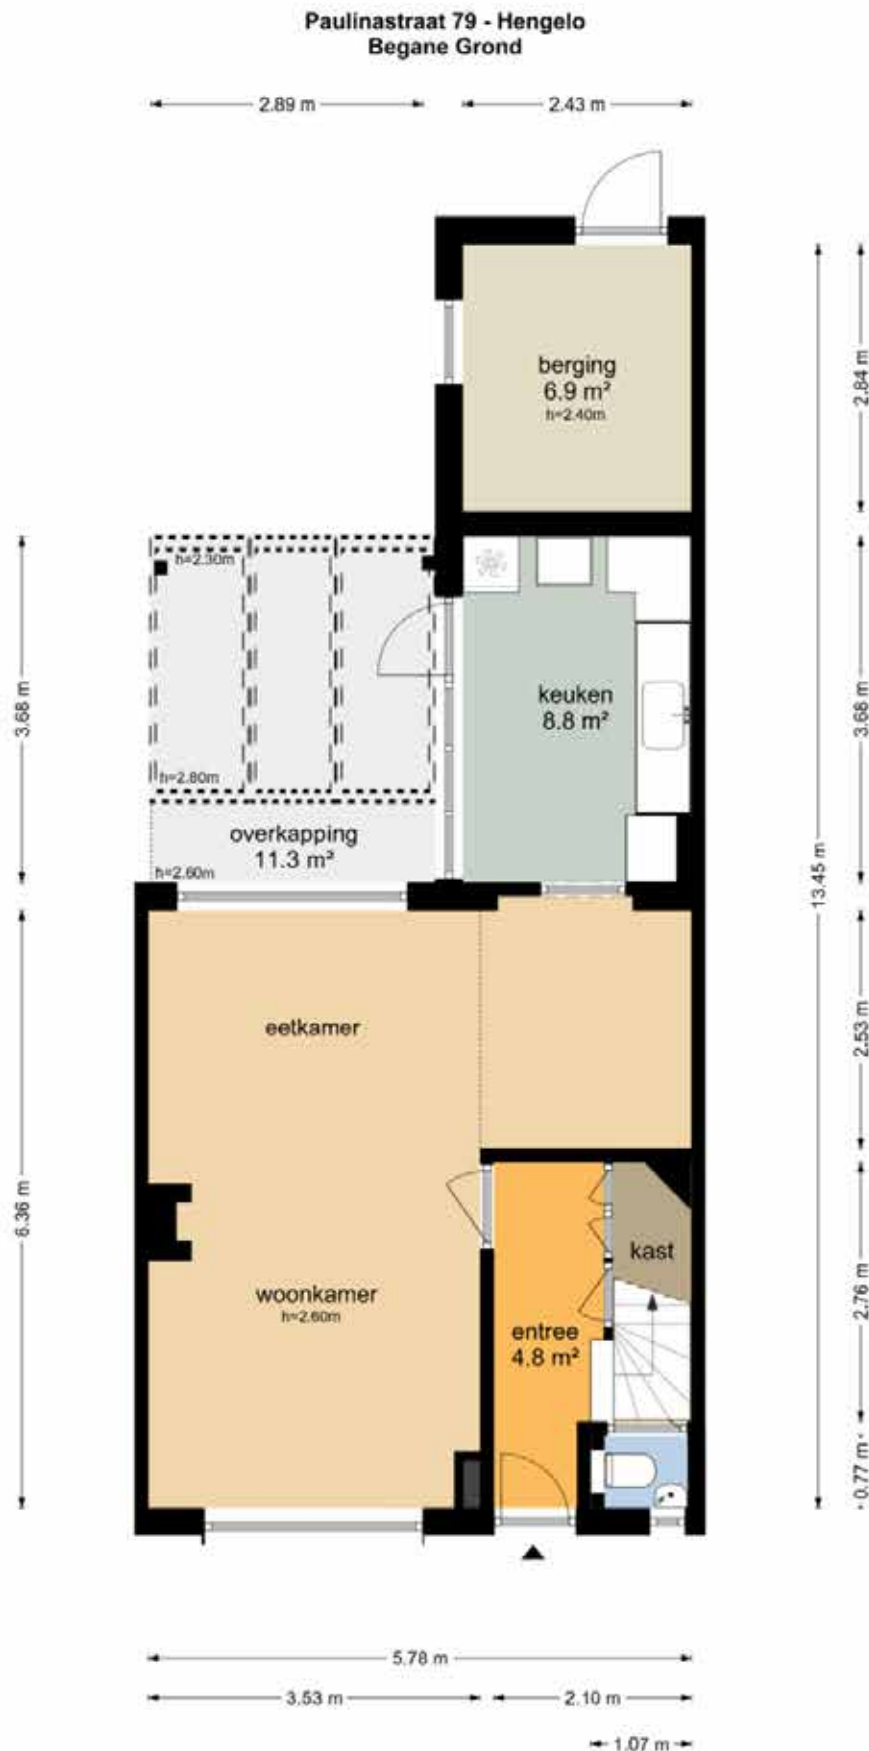 Paulinastraat 79 - Hengelo
Begane Grond
2.89 m
2.43 m
berging
6.9 m²
h=2.40m
2.84 m
h=2.30m
3.68 m
keuken
8.8 m²
3.68 m
h=2.80m
overkapping
11.3 m²
h=2.60m
13.45 m
eetkamer
2.53 m
6.36 m
kast
woonkamer
h=2.60m
entree
4.8 m²
2.76 m
0.77 m
5.78 m
3.53 m
2.10 m
1.07 m